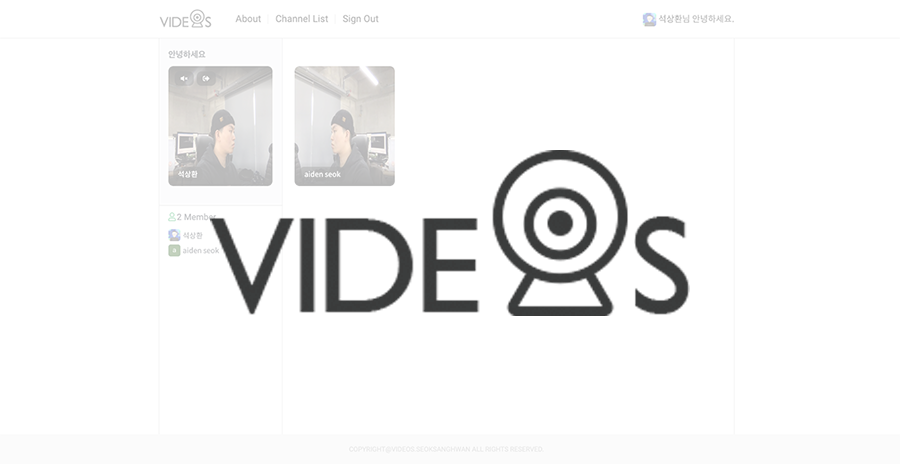 VIDEOS
About
Channel List
Sign Out
석상환님 안녕하세요.
안녕하세요
석상환
aiden seok
2 Member
석상환
aiden seok
VIDEOS
COPYRIGHT@VIDEOS SEOKSANGHWAN ALL RIGHTS RESERVED.